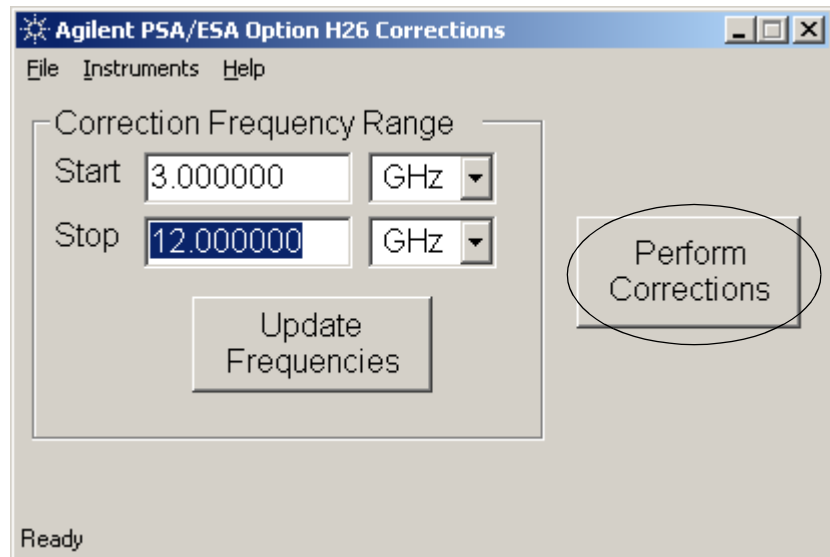 Agilent PSA/ESA Option H26 Corrections
File Instruments Help
Correction Frequency Range
Start 3.000000 GHz
Stop 12.000000 GHz
Perform
Corrections
Update
Frequencies
Ready